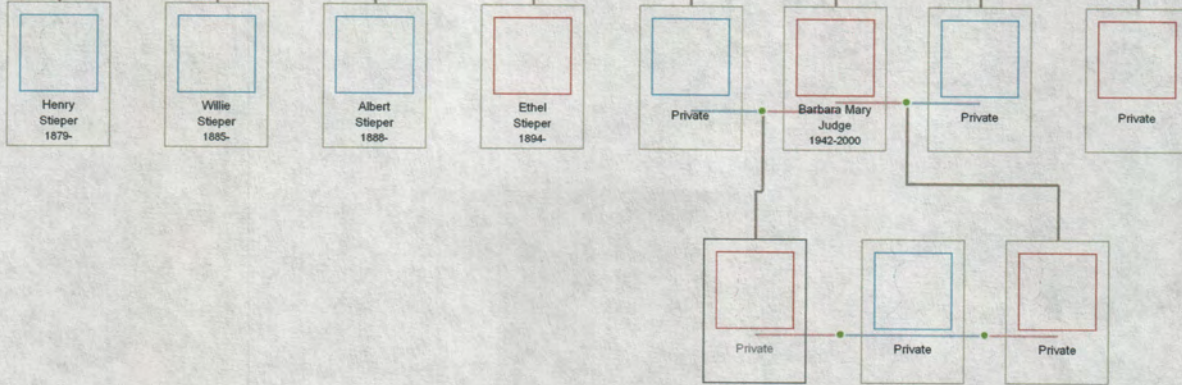 Henry
Stieper
1879-
Willie
Stieper
1885-
Albert
Stieper
1888-
Ethel
Stieper
1894-
Private
Barbara Mary
Judge
1942-2000
Private
Private
Private
Private
Private